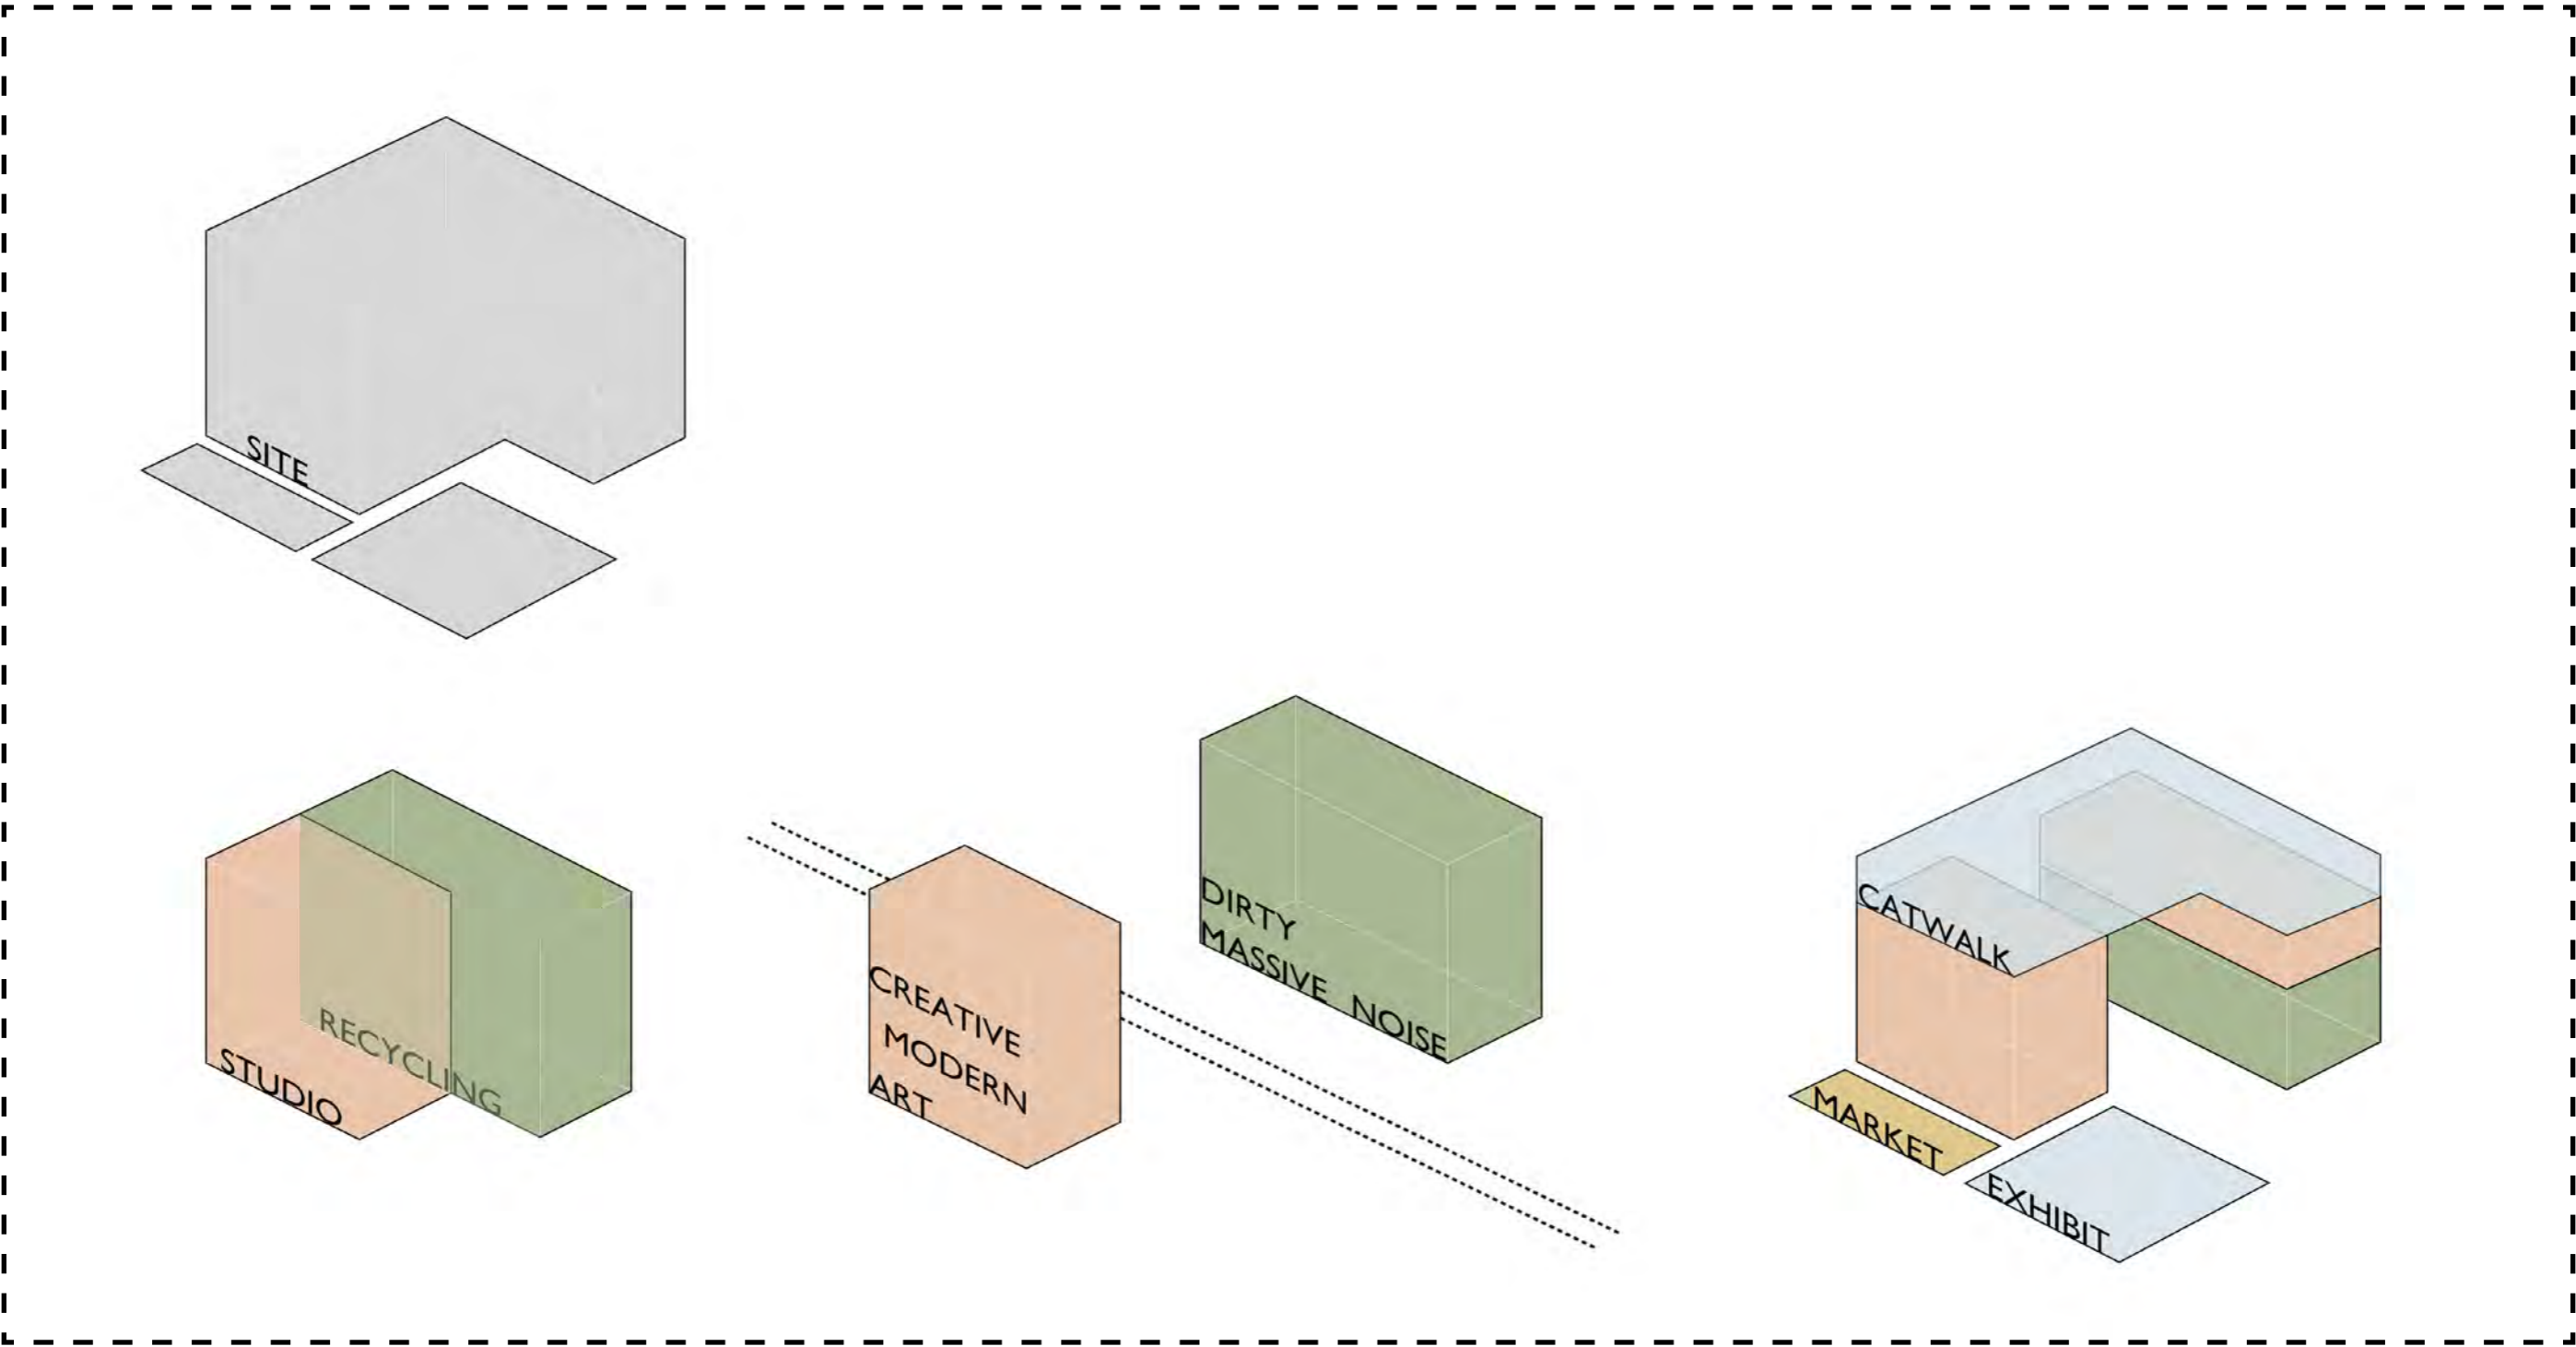 SITE
STUDIO
RECYCLING
CREATIVE
MODERN
ART
DIRTY
MASSIVE NOISE
CATWALK
MARKET
EXHIBIT